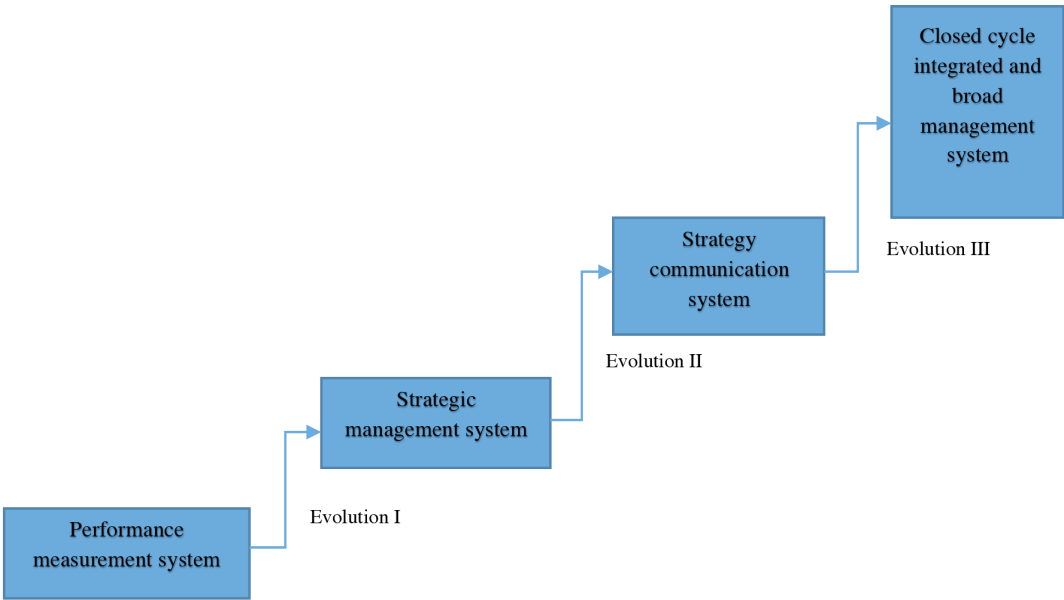 Closed cycle
integrated and
broad
management
system
Strategy
communication
system
Evolution III
Evolution II
Strategic
management system
Evolution I
Performance
measurement system